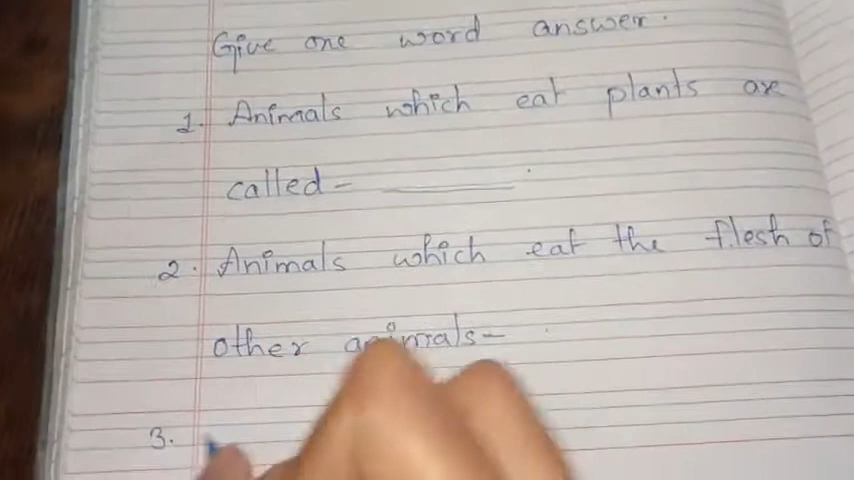 Give one word answer.
1. Animals which eat plants are
called- ________.
2. Animals which eat the flesh of
other animals- .
3.